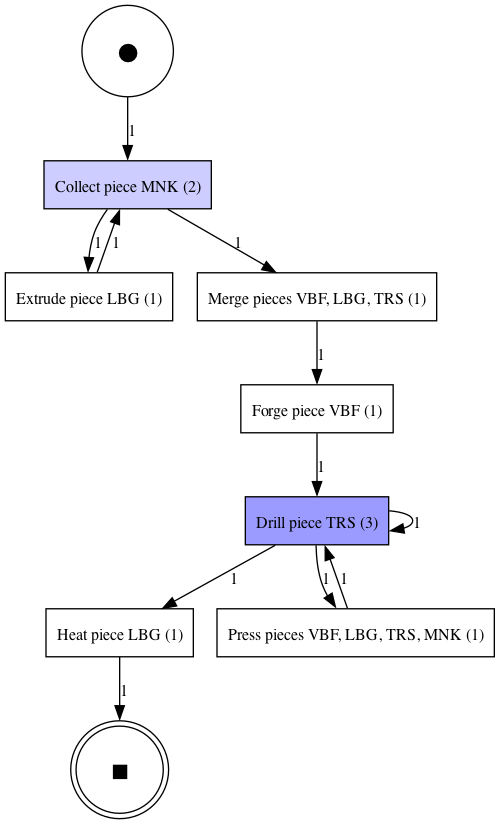 1
Collect piece MNK (2)
1
1
1
Extrude piece LBG (1)
Merge pieces VBF, LBG, TRS (1)
1
Forge piece VBF (1)
1
Drill piece TRS (3)
1
1
1
1
Heat piece LBG (1)
Press pieces VBF, LBG, TRS, MNK (1)
1